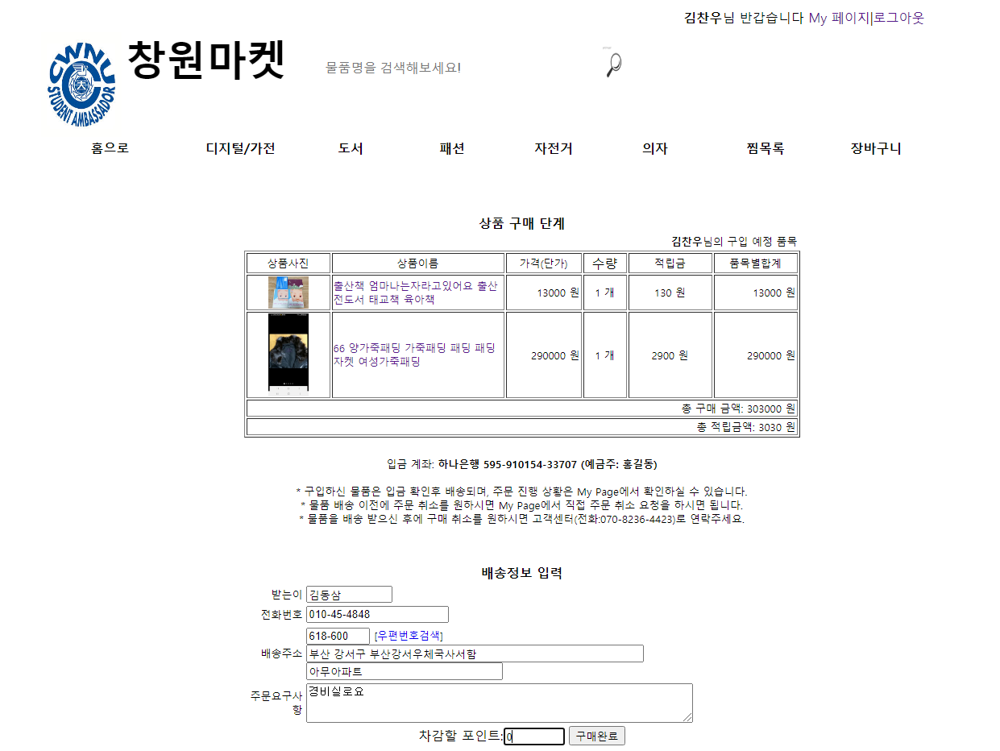 김찬우님 반갑습니다 My 페이지|로그아웃
CWNU
STUDENT AMBASSADOR
창원마켓
물품명을 검색해보세요!
홈으로 디지털/가전 도서 패션 자전거 의자 찜목록 장바구니
상품 구매 단계
김찬우님의 구입 예정 품목
상품사진 상품이름 가격(단가) 수량 적립금 품목별합계
출산책 엄마나는자라고있어요 출산
전도서 태교책 육아책
13000 원 1 개 130 원 13000 원
66 양가죽패딩 가죽패딩 패딩 패딩
자켓 여성가죽패딩
290000 원 1 개 2900 원 290000 원
총 구매 금액: 303000 원
총 적립금액: 3030 원
입금 계좌: 하나은행 595-910154-33707 (예금주: 홍길동)
* 구입하신 물품은 입금 확인후 배송되며, 주문 진행 상황은 My Page에서 확인하실 수 있습니다.
* 물품 배송 이전에 주문 취소를 원하시면 My Page에서 직접 주문 취소 요청을 하시면 됩니다.
* 물품을 배송 받으신 후에 구매 취소를 원하시면 고객센터(전화:070-8236-4423)로 연락주세요.
배송정보 입력
받는이 김동삼
전화번호 010-45-4848
618-600 [우편번호검색]
배송주소 부산 강서구 부산강서우체국사서함
아무아파트
주문요구사
항
경비실로요
차감할 포인트: 0 구매완료